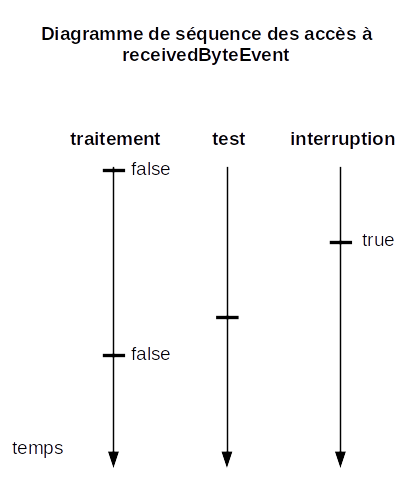 Diagramme de séquence des accès à
receivedByteEvent
traitement test interruption
false
true
false
temps